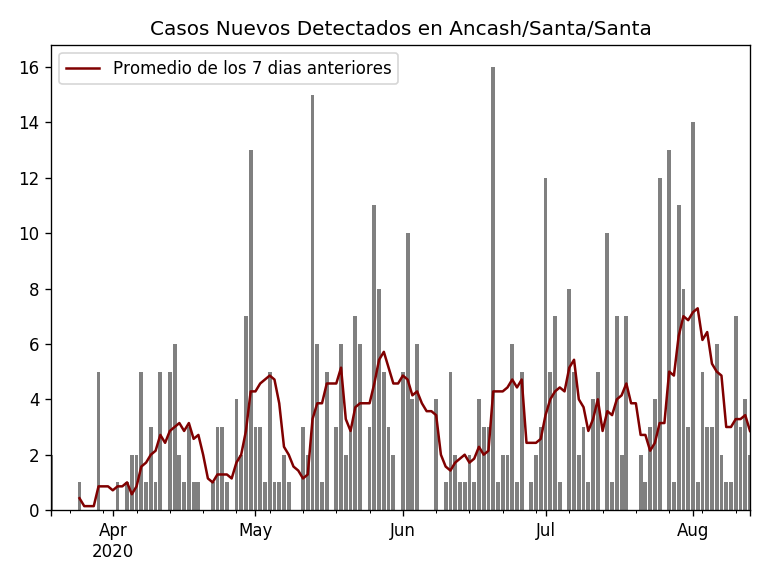 Casos Nuevos Detectados en Ancash/Santa/Santa
Promedio de los 7 dias anteriores
16
14
12
10
8
6
4
2
0
Apr
May
Jun
Jul
Aug
2020